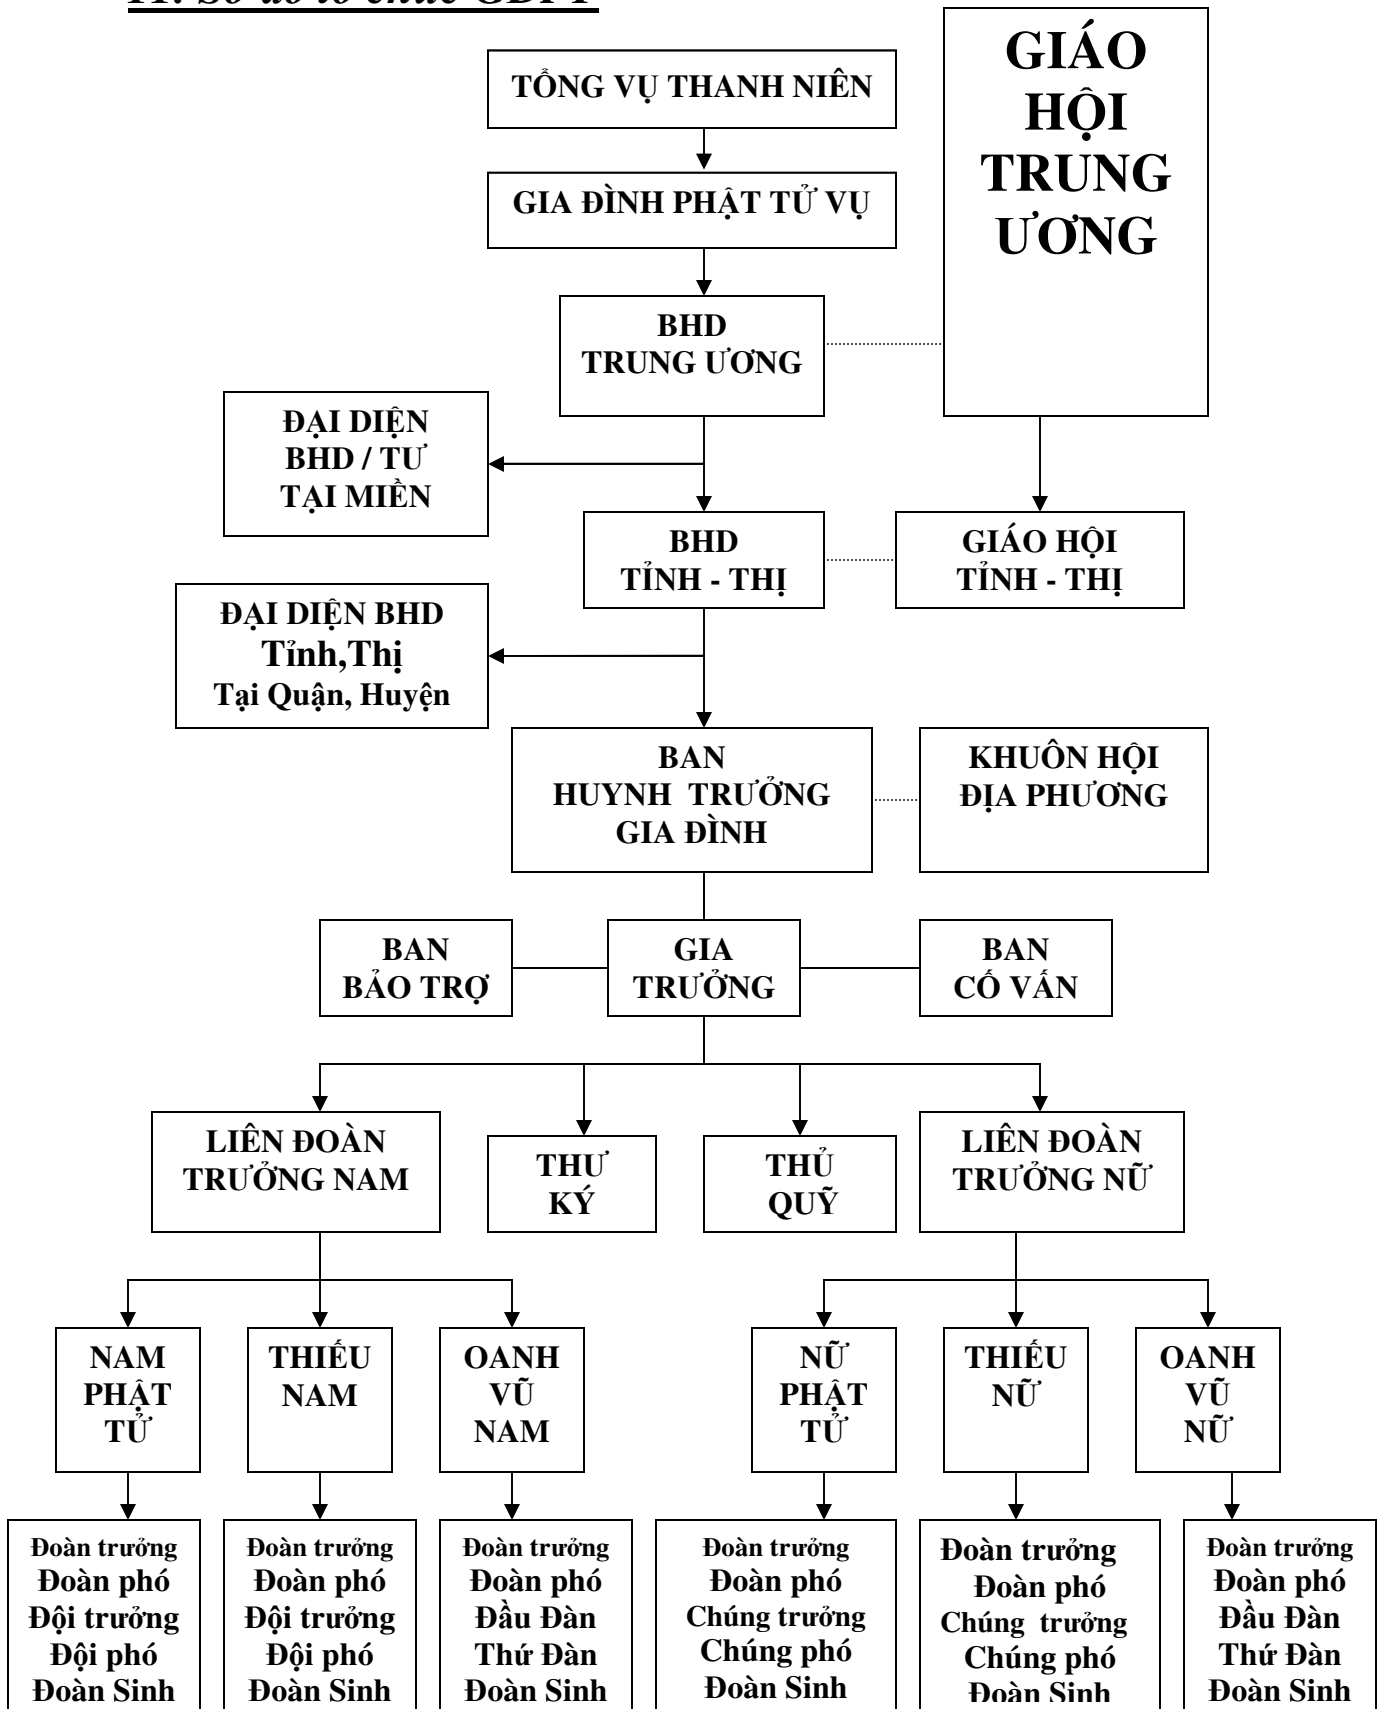 TỔNG VỤ THANH NIÊN
GIÁO
HỘI
TRUNG
ƯƠNG
GIA ĐÌNH PHẬT TỬ VỤ
BHD
TRUNG ƯƠNG
ĐẠI DIỆN
BHD / TƯ
TẠI MIỀN
BHD
TỈNH - THỊ
GIÁO HỘI
TỈNH - THỊ
ĐẠI DIỆN BHD
Tỉnh,Thị
Tại Quận, Huyện
BAN
HUYNH TRƯỞNG
GIA ĐÌNH
KHUÔN HỘI
ĐỊA PHƯƠNG
BAN
BẢO TRỢ
GIA
TRƯỞNG
BAN
CỐ VẤN
LIÊN ĐOÀN
TRƯỞNG NAM
THƯ
KÝ
THỦ
QUỸ
LIÊN ĐOÀN
TRƯỞNG NỮ
NAM
PHẬT
TỬ
THIẾU
NAM
OANH
VŨ
NAM
NỮ
PHẬT
TỬ
THIẾU
NỮ
OANH
VŨ
NỮ
Đoàn trưởng
Đoàn phó
Đội trưởng
Đội phó
Đoàn Sinh
Đoàn trưởng
Đoàn phó
Đội trưởng
Đội phó
Đoàn Sinh
Đoàn trưởng
Đoàn phó
Đầu Đàn
Thứ Đàn
Đoàn Sinh
Đoàn trưởng
Đoàn phó
Chúng trưởng
Chúng phó
Đoàn Sinh
Đoàn trưởng
Đoàn phó
Chúng trưởng
Chúng phó
Đoàn Sinh
Đoàn trưởng
Đoàn phó
Đầu Đàn
Thứ Đàn
Đoàn Sinh